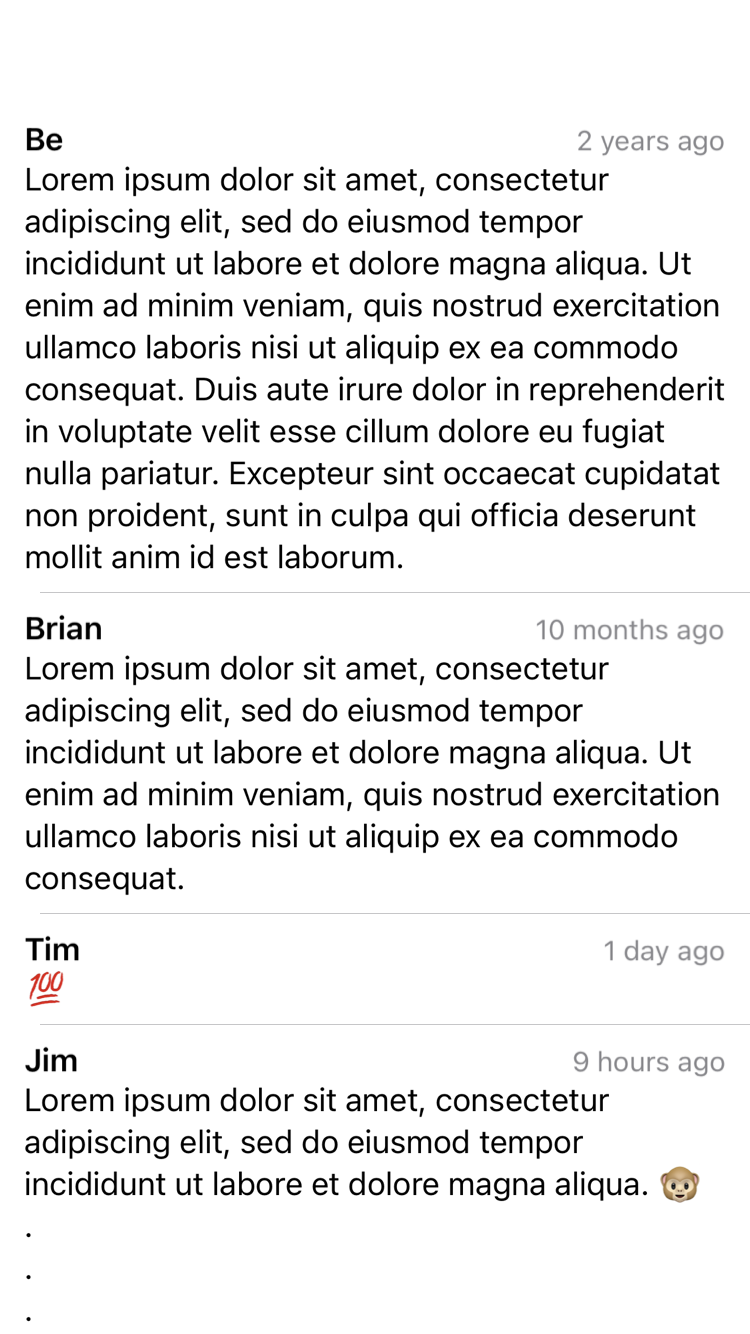 Be 2 years ago
Lorem ipsum dolor sit amet, consectetur
adipiscing elit, sed do eiusmod tempor
incididunt ut labore et dolore magna aliqua. Ut
enim ad minim veniam, quis nostrud exercitation
ullamco laboris nisi ut aliquip ex ea commodo
consequat. Duis aute irure dolor in reprehenderit
in voluptate velit esse cillum dolore eu fugiat
nulla pariatur. Excepteur sint occaecat cupidatat
non proident, sunt in culpa qui officia deserunt
mollit anim id est laborum.
Brian 10 months ago
Lorem ipsum dolor sit amet, consectetur
adipiscing elit, sed do eiusmod tempor
incididunt ut labore et dolore magna aliqua. Ut
enim ad minim veniam, quis nostrud exercitation
ullamco laboris nisi ut aliquip ex ea commodo
consequat.
Tim 1 day ago
💯
Jim 9 hours ago
Lorem ipsum dolor sit amet, consectetur
adipiscing elit, sed do eiusmod tempor
incididunt ut labore et dolore magna aliqua. 🐵
.
.
.